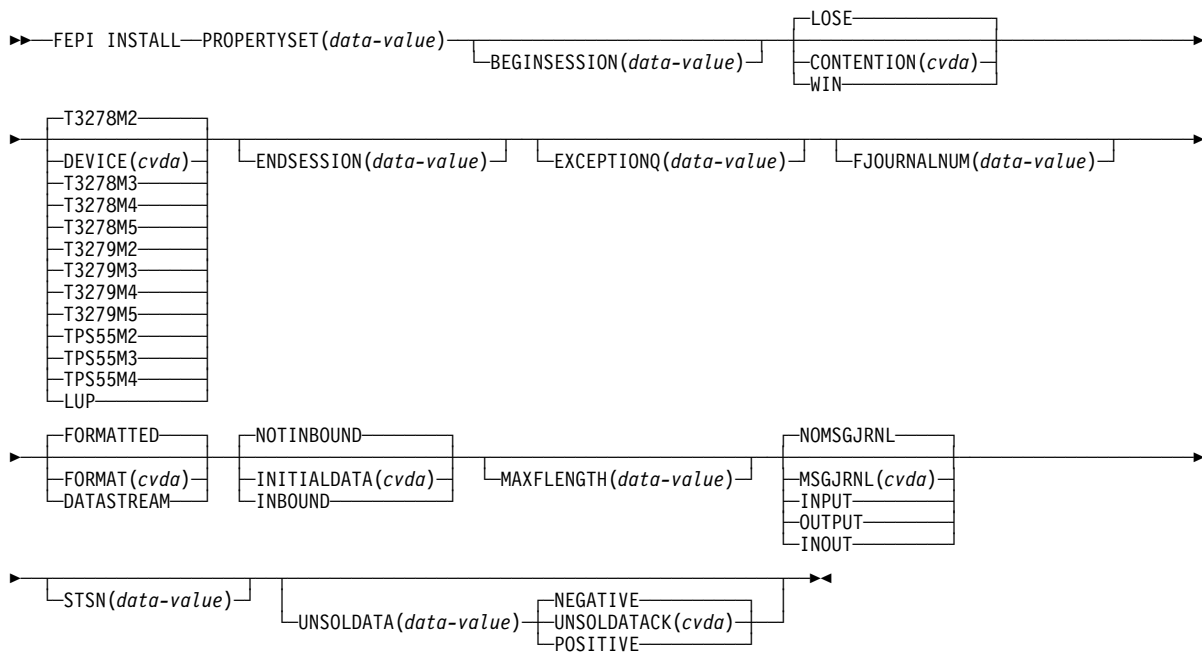 LOSE
FEPI INSTALL PROPERTYSET(data-value)
BEGINSESSION(data-value) CONTENTION(cvda)
WIN
T3278M2
DEVICE(cvda) ENDSESSION(data-value) EXCEPTIONQ(data-value) FJOURNALNUM(data-value)
T3278M3
T3278M4
T3278M5
T3279M2
T3279M3
T3279M4
T3279M5
TPS55M2
TPS55M3
TPS55M4
LUP
FORMATTED NOTINBOUND NOMSGJRNL
FORMAT(cvda) INITIALDATA(cvda) MAXFLENGTH(data-value) MSGJRNL(cvda)
DATASTREAM INBOUND INPUT
OUTPUT
INOUT
STSN(data-value) NEGATIVE
UNSOLDATA(data-value) UNSOLDATACK(cvda)
POSITIVE